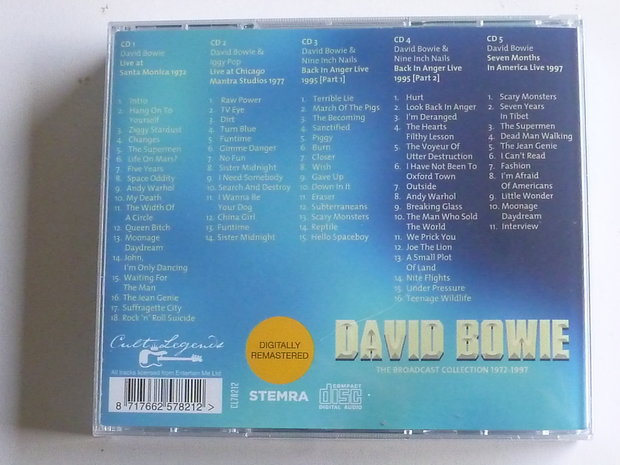 CD 1
David Bowie
Live at
Santa Monica 1972
1. Intro
2. Hang On To
Yourself
3. Ziggy Stardust
4. Changes
5. The Supermen
6. Life On Mars?
7. Five Years
8. Space Oddity
9. Andy Warhol
10. My Death
11. The Width Of
A Circle
12. Queen Bitch
13. Moonage
Daydream
14. John,
I'm Only Dancing
15. Waiting For
The Man
16. The Jean Genie
17. Suffragette City
18. Rock 'n' Roll Suicide
CD 2
David Bowie &
Iggy Pop
Live at Chicago
Mantra Studios 1977
1. Raw Power
2. TV Eye
3. Dirt
4. Turn Blue
5. Funtime
6. Gimme Danger
7. No Fun
8. Sister Midnight
9. I Need Somebody
10. Search And Destroy
11. I Wanna Be
Your Dog
12. China Girl
13. Funtime
14. Sister Midnight
CD 3
David Bowie &
Nine Inch Nails
Back In Anger Live
1995 [Part 1]
1. Terrible Lie
2. March Of The Pigs
3. The Becoming
4. Sanctified
5. Piggy
6. Burn
7. Closer
8. Wish
9. Gave Up
10. Down In It
11. Eraser
12. Subterraneans
13. Scary Monsters
14. Reptile
15. Hello Spaceboy
CD 4
David Bowie &
Nine Inch Nails
Back In Anger Live
1995 [Part 2]
1. Hurt
2. Look Back In Anger
3. I'm Deranged
4. The Hearts
Filthy Lesson
5. The Voyeur Of
Utter Destruction
6. I Have Not Been To
Oxford Town
7. Outside
8. Andy Warhol
9. Breaking Glass
10. The Man Who Sold
The World
11. We Prick You
12. Joe The Lion
13. A Small Plot
Of Land
14. Nite Flights
15. Under Pressure
16. Teenage Wildlife
CD 5
David Bowie
Seven Months
In America Live 1997
1. Scary Monsters
2. Seven Years
In Tibet
3. The Supermen
4. Dead Man Walking
5. The Jean Genie
6. I Can't Read
7. Fashion
8. I'm Afraid
Of Americans
9. Little Wonder
10. Moonage
Daydream
11. Interview
Cult Legends
All tracks licensed from Entertain Me Ltd
8 717662 578212 >
CL78212
DIGITALLY
REMASTERED
STEMRA
COMPACT
disc
DIGITAL AUDIO
DAVID BOWIE
THE BROADCAST COLLECTION 1972-1997